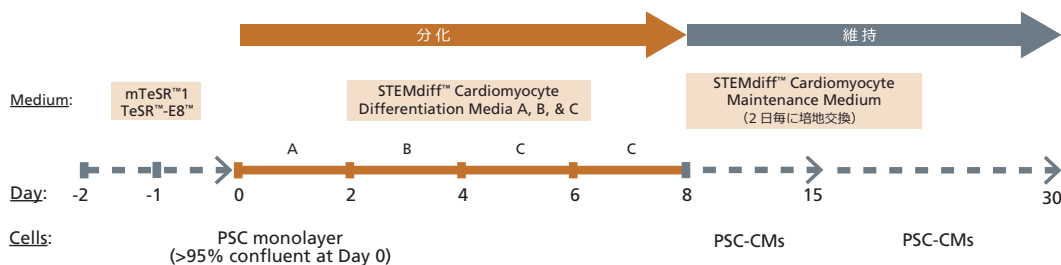 分化
維持
Medium:
mTeSR™1
TeSR™-E8™
STEMdiff™ Cardiomyocyte
Differentiation Media A, B, & C
STEMdiff™ Cardiomyocyte
Maintenance Medium
（2 日毎に培地交換）
A B C C
Day: -2 -1 0 2 4 6 8 15 30
Cells:
PSC monolayer
(>95% confluent at Day 0)
PSC-CMs
PSC-CMs